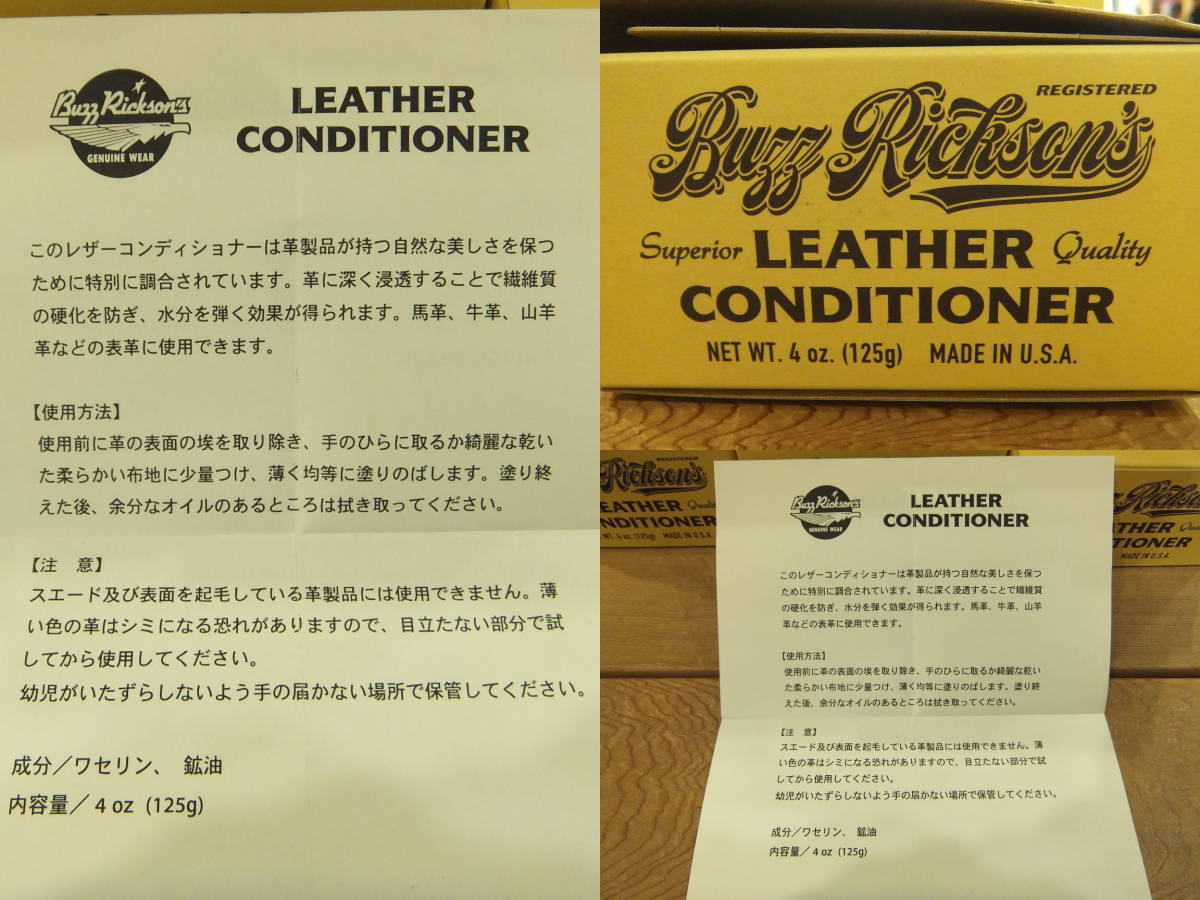 Buzz Rickson's
GENUINE WEAR
LEATHER
CONDITIONER
このレザーコンディショナーは革製品が持つ自然な美しさを保つ
ために特別に調合されています。革に深く浸透することで繊維質
の硬化を防ぎ、水分を弾く効果が得られます。馬革、牛革、山羊
革などの表革に使用できます。
【使用方法】
使用前に革の表面の埃を取り除き、手のひらに取るか綺麗な乾い
た柔らかい布地に少量つけ、薄く均等に塗りのばします。塗り終
えた後、余分なオイルのあるところは拭き取ってください。
【注　意】
スエード及び表面を起毛している革製品には使用できません。薄
い色の革はシミになる恐れがありますので、目立たない部分で試
してから使用してください。
幼児がいたずらしないよう手の届かない場所で保管してください。
成分／ワセリン、 鉱油
内容量／4 oz (125g)
REGISTERED
Buzz Rickson's
Superior LEATHER Quality
CONDITIONER
NET WT. 4 oz. (125g) MADE IN U.S.A.
REGISTERED
Rickson's
EATHER Qualit
NDITIONER
WT. 4 oz. (125g) MADE IN U.S.A.
Buzz Rickson's
GENUINE WEAR
LEATHER
CONDITIONER
このレザーコンディショナーは革製品が持つ自然な美しさを保つ
ために特別に調合されています。革に深く浸透することで繊維質
の硬化を防ぎ、水分を弾く効果が得られます。馬革、牛革、山羊
革などの表革に使用できます。
【使用方法】
使用前に革の表面の埃を取り除き、手のひらに取るか綺麗な乾い
た柔らかい布地に少量つけ、薄く均等に塗りのばします。塗り終
えた後、余分なオイルのあるところは拭き取ってください。
【注　意】
スエード及び表面を起毛している革製品には使用できません。薄
い色の革はシミになる恐れがありますので、目立たない部分で試
してから使用してください。
幼児がいたずらしないよう手の届かない場所で保管してください。
成分／ワセリン、 鉱油
内容量／4 oz (125g)
Rickson's
ATHER Qua
TIONER
MADE IN U.S.A.